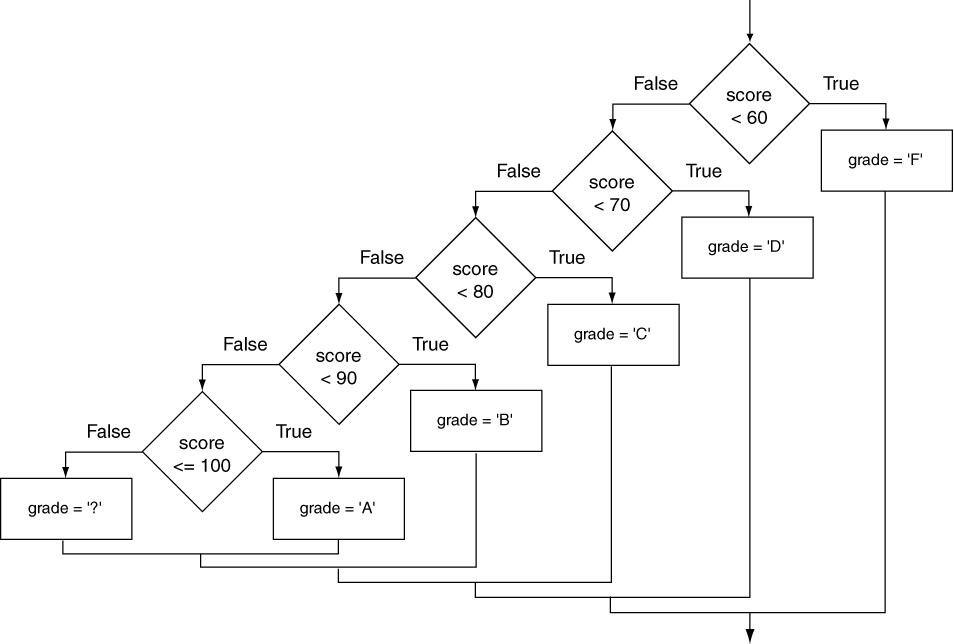 False
True
score
< 60
grade = 'F'
False
True
score
< 70
grade = 'D'
False
True
score
< 80
grade = 'C'
False
True
score
< 90
grade = 'B'
False
True
score
<= 100
grade = '?'
grade = 'A'